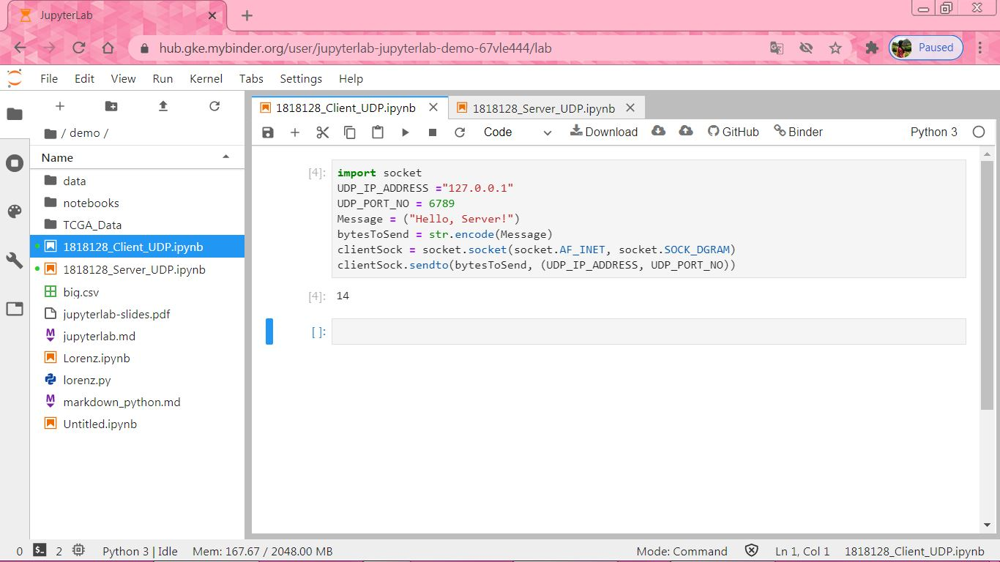 JupyterLab
hub.gke.mybinder.org/user/jupyterlab-jupyterlab-demo-67vle444/lab
Paused
File Edit View Run Kernel Tabs Settings Help
/ demo /
Name
data
notebooks
TCGA_Data
1818128_Client_UDP.ipynb
1818128_Server_UDP.ipynb
big.csv
jupyterlab-slides.pdf
jupyterlab.md
Lorenz.ipynb
lorenz.py
markdown_python.md
Untitled.ipynb
1818128_Client_UDP.ipynb 1818128_Server_UDP.ipynb
Code Download GitHub Binder Python 3
[4]: import socket
UDP_IP_ADDRESS ="127.0.0.1"
UDP_PORT_NO = 6789
Message = ("Hello, Server!")
bytesToSend = str.encode(Message)
clientSock = socket.socket(socket.AF_INET, socket.SOCK_DGRAM)
clientSock.sendto(bytesToSend, (UDP_IP_ADDRESS, UDP_PORT_NO))
[4]: 14
[ ]:
0 $_ 2 Python 3 | Idle Mem: 167.67 / 2048.00 MB Mode: Command Ln 1, Col 1 1818128_Client_UDP.ipynb